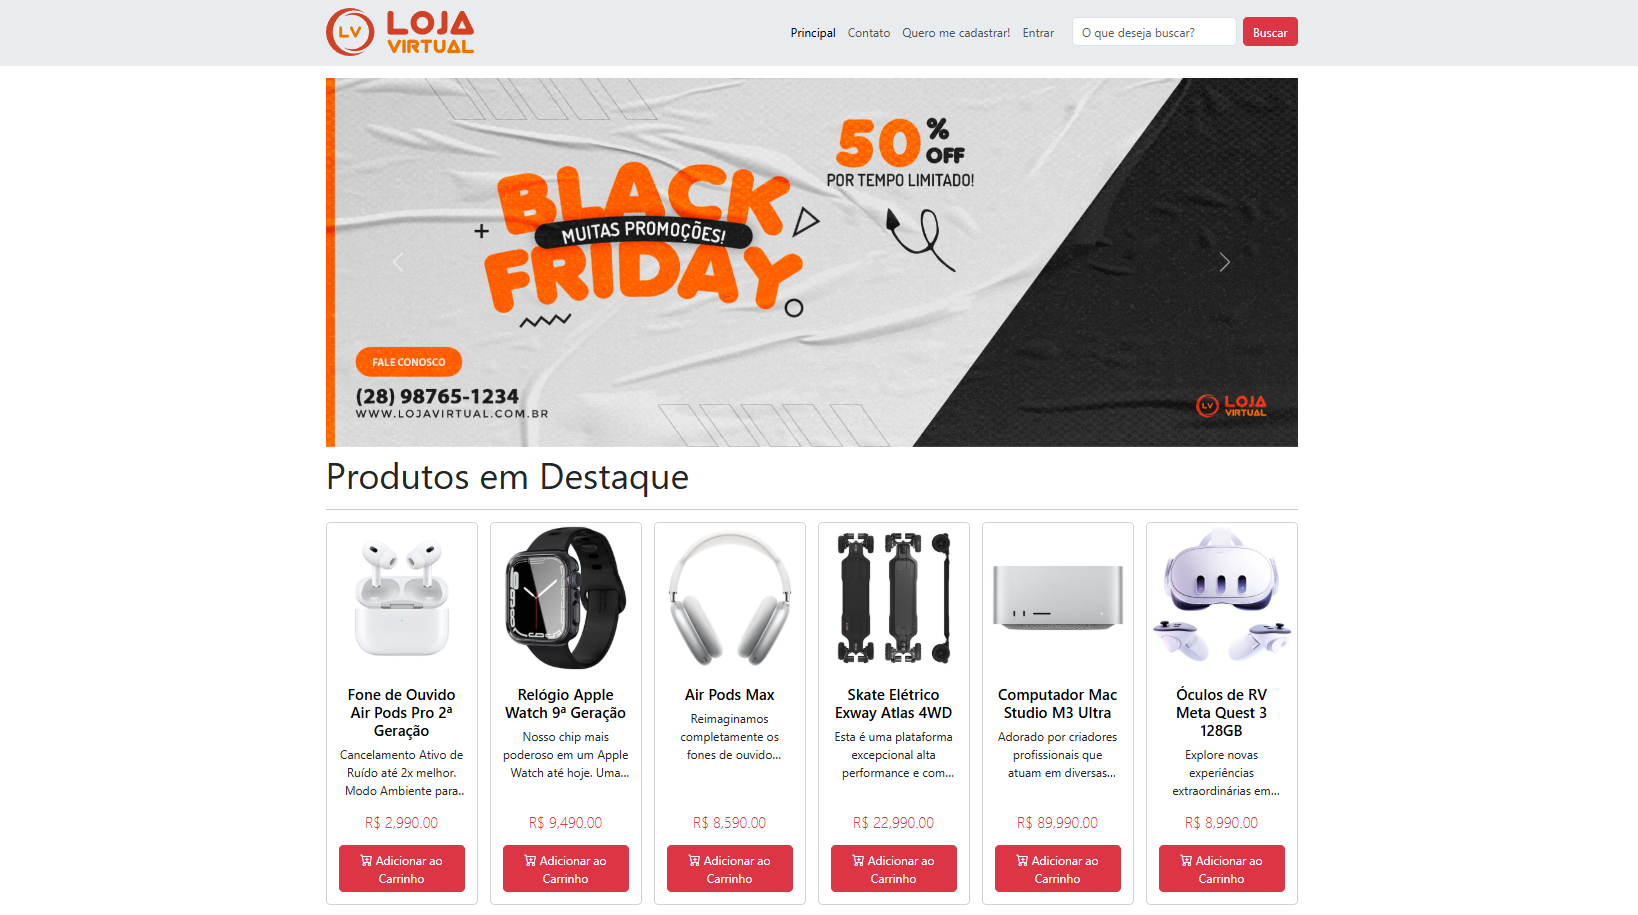 LV LOJA
VIRTUAL
Principal Contato Quero me cadastrar! Entrar O que deseja buscar? Buscar
50% OFF
POR TEMPO LIMITADO!
BLACK
MUITAS PROMOÇÕES!
FRIDAY
FALE CONOSCO
(28) 98765-1234
WWW.LOJAVIRTUAL.COM.BR
LV LOJA
VIRTUAL
Produtos em Destaque
Fone de Ouvido
Air Pods Pro 2ª
Geração
Cancelamento Ativo de
Ruído até 2x melhor.
Modo Ambiente para..
R$ 2,990.00
Adicionar ao
Carrinho
Relógio Apple
Watch 9ª Geração
Nosso chip mais
poderoso em um Apple
Watch até hoje. Uma...
R$ 9,490.00
Adicionar ao
Carrinho
Air Pods Max
Reimaginamos
completamente os
fones de ouvido...
R$ 8,590.00
Adicionar ao
Carrinho
Skate Elétrico
Exway Atlas 4WD
Esta é uma plataforma
excepcional alta
performance e com...
R$ 22,990.00
Adicionar ao
Carrinho
Computador Mac
Studio M3 Ultra
Adorado por criadores
profissionais que
atuam em diversas...
R$ 89,990.00
Adicionar ao
Carrinho
Óculos de RV
Meta Quest 3
128GB
Explore novas
experiências
extraordinárias em...
R$ 8,990.00
Adicionar ao
Carrinho